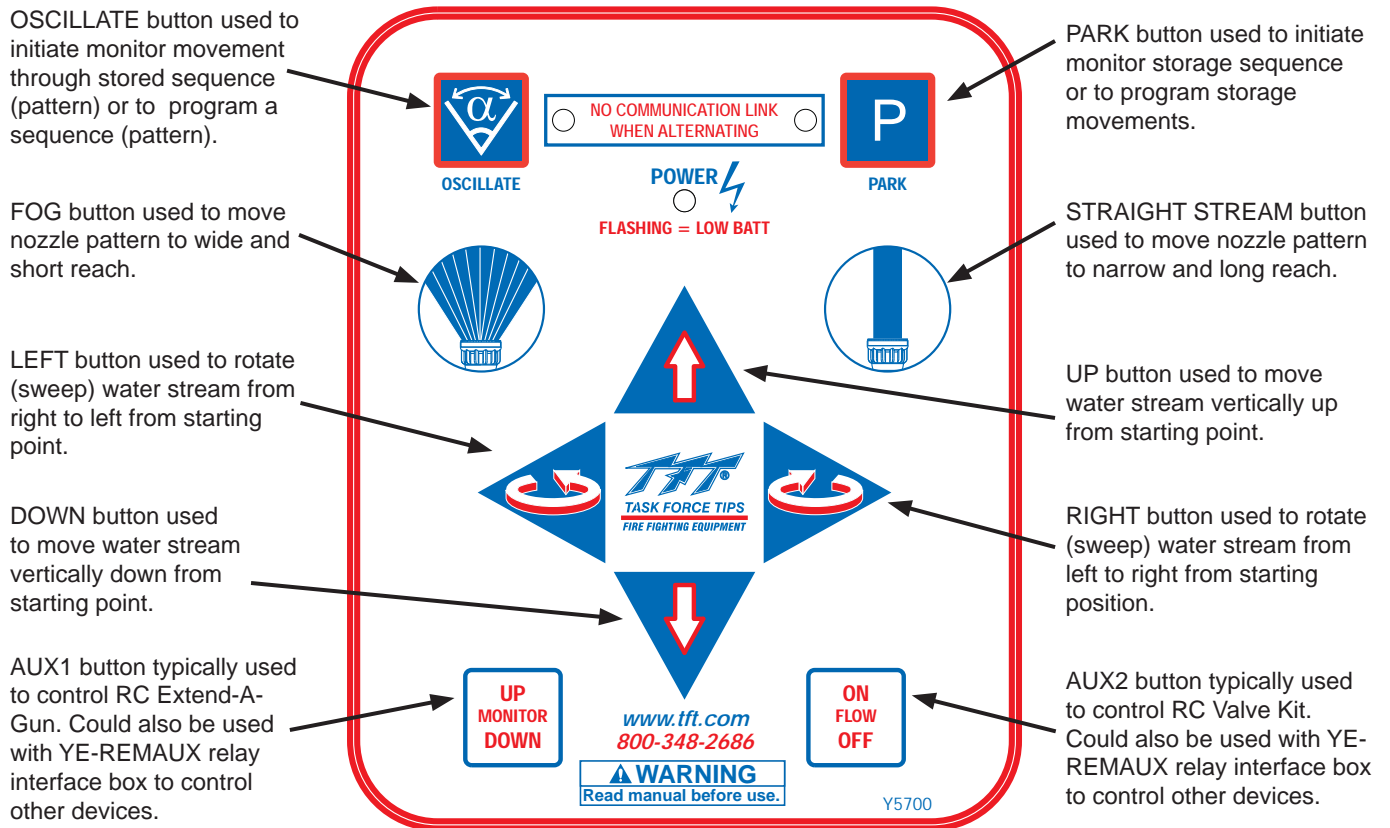 OSCILLATE button used to
initiate monitor movement
through stored sequence
(pattern) or to  program a
sequence (pattern).
FOG button used to move
nozzle pattern to wide and
short reach.
LEFT button used to rotate
(sweep) water stream from
right to left from starting
point.
DOWN button used
to move water stream
vertically down from
starting point.
AUX1 button typically used
to control RC Extend-A-
Gun. Could also be used
with YE-REMAUX relay
interface box to control
other devices.
α
OSCILLATE
NO COMMUNICATION LINK
WHEN ALTERNATING
P
PARK
POWER
FLASHING = LOW BATT
TFT®
TASK FORCE TIPS
FIRE FIGHTING EQUIPMENT
UP
MONITOR
DOWN
www.tft.com
800-348-2686
WARNING
Read manual before use.
ON
FLOW
OFF
Y5700
PARK button used to initiate
monitor storage sequence
or to program storage
movements.
STRAIGHT STREAM button
used to move nozzle pattern
to narrow and long reach.
UP button used to move
water stream vertically up
from starting point.
RIGHT button used to rotate
(sweep) water stream from
left to right from starting
position.
AUX2 button typically used
to control RC Valve Kit.
Could also be used with YE-
REMAUX relay interface box
to control other devices.